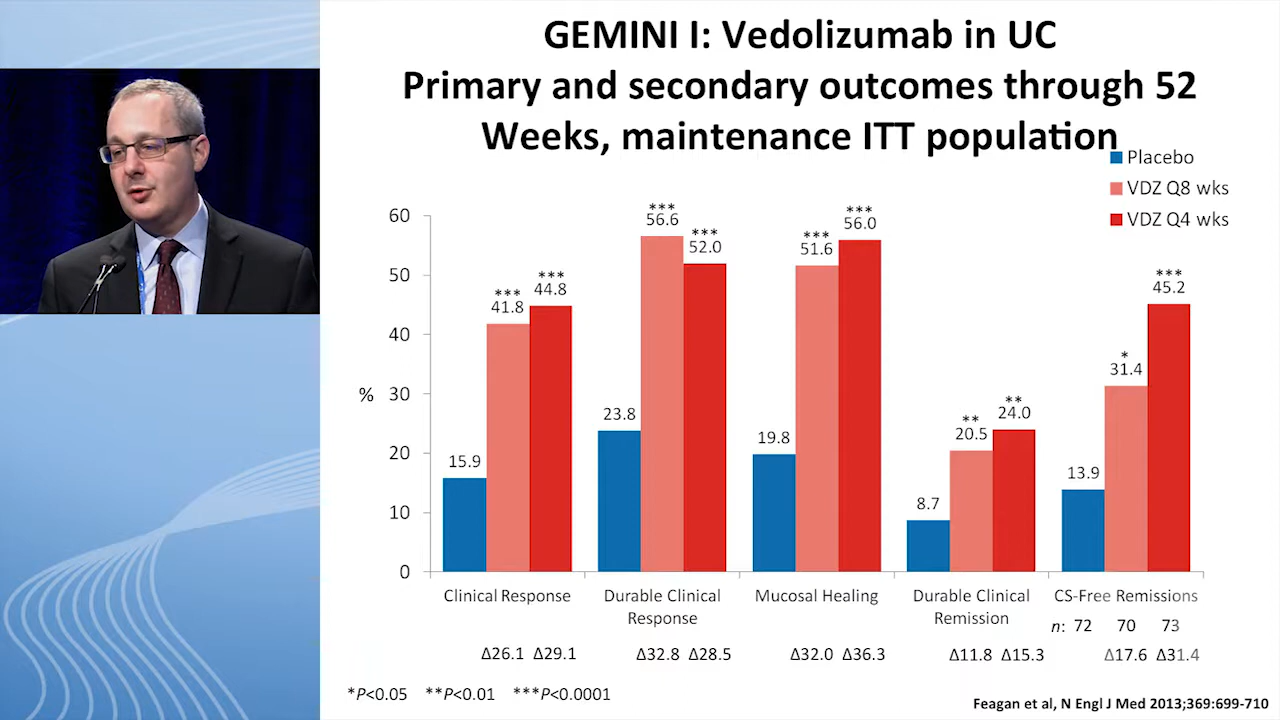 GEMINI I: Vedolizumab in UC
Primary and secondary outcomes through 52
Weeks, maintenance ITT population
Placebo
VDZ Q8 wks
VDZ Q4 wks
%
60
50
40
30
20
10
0
15.9
***
41.8
***
44.8
23.8
***
56.6
***
52.0
19.8
***
51.6
***
56.0
8.7
**
20.5
**
24.0
13.9
*
31.4
***
45.2
Clinical Response
Durable Clinical
Response
Mucosal Healing
Durable Clinical
Remission
CS-Free Remissions
n: 72 70 73
Δ26.1 Δ29.1 Δ32.8 Δ28.5 Δ32.0 Δ36.3 Δ11.8 Δ15.3 Δ17.6 Δ31.4
*P<0.05 **P<0.01 ***P<0.0001
Feagan et al, N Engl J Med 2013;369:699-710